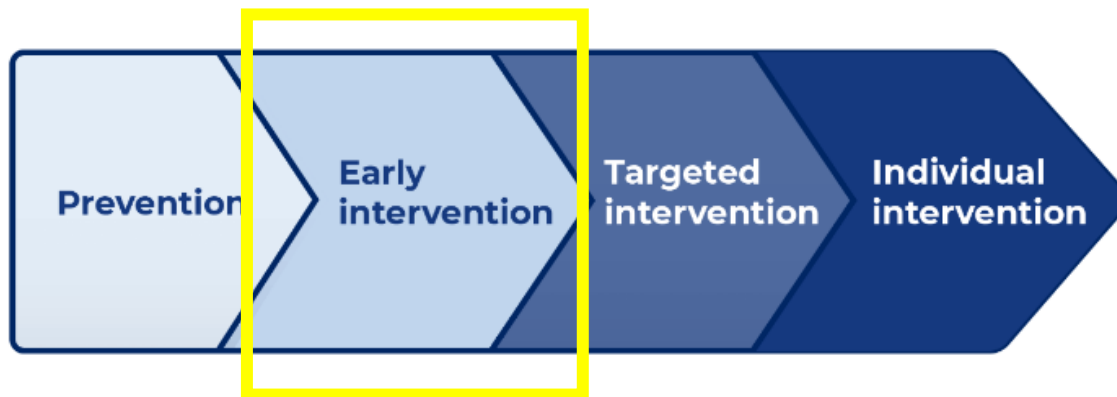 Prevention
Early
intervention
Targeted
intervention
Individual
intervention